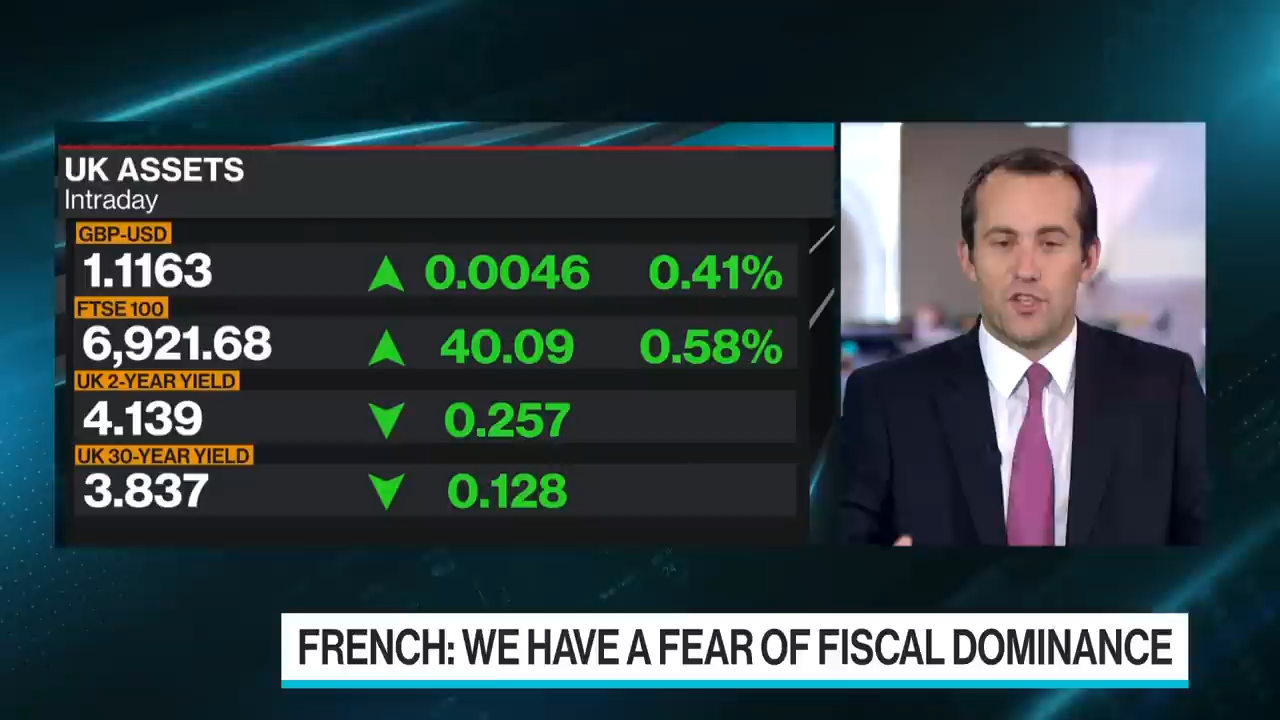 UK ASSETS
Intraday
GBP-USD
1.1163 ▲ 0.0046 0.41%
FTSE 100
6,921.68 ▲ 40.09 0.58%
UK 2-YEAR YIELD
4.139 ▼ 0.257
UK 30-YEAR YIELD
3.837 ▼ 0.128
FRENCH: WE HAVE A FEAR OF FISCAL DOMINANCE